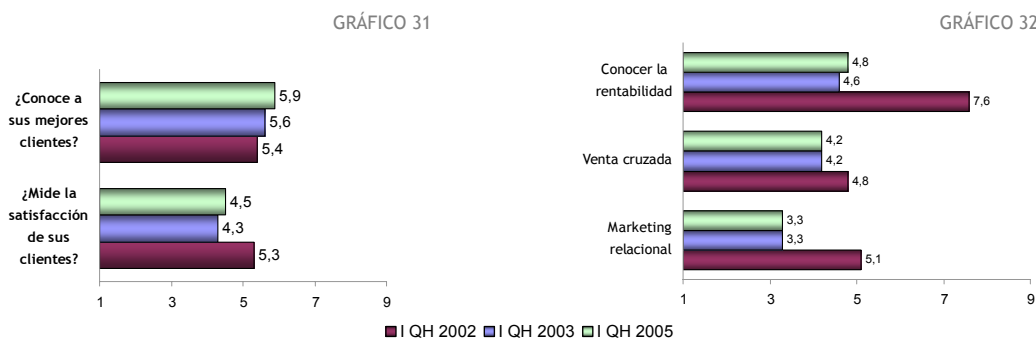 GRÁFICO 31
¿Conoce a
sus mejores
clientes?
5,9
5,6
5,4
¿Mide la
satisfacción
de sus
clientes?
4,5
4,3
5,3
1 3 5 7 9
GRÁFICO 32
Conocer la
rentabilidad
4,8
4,6
7,6
Venta cruzada
4,2
4,2
4,8
Marketing
relacional
3,3
3,3
5,1
1 3 5 7 9
I QH 2002 I QH 2003 I QH 2005